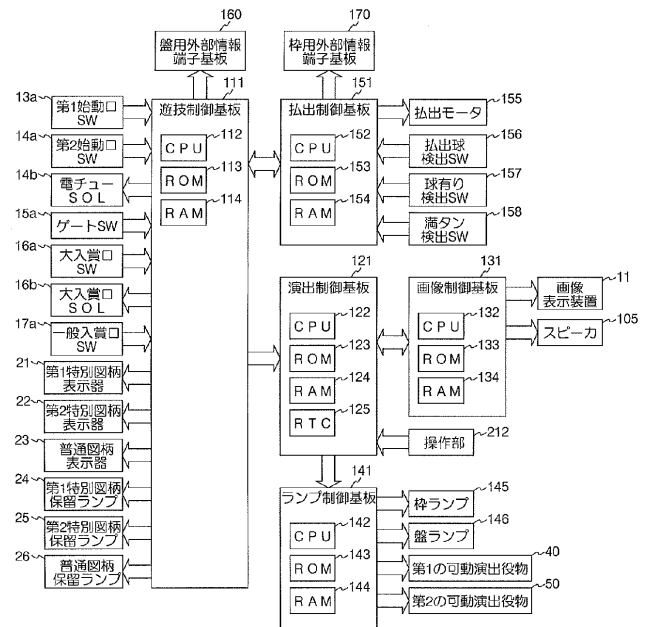 160
盤用外部情報
端子基板
170
枠用外部情報
端子基板
111
遊技制御基板
112
CPU
113
ROM
114
RAM
13a
第1始動口
SW
14a
第2始動口
SW
14b
電チュー
SOL
15a
ゲートSW
16a
大入賞口
SW
16b
大入賞口
SOL
17a
一般入賞口
SW
21
第1特別図柄
表示器
22
第2特別図柄
表示器
23
普通図柄
表示器
24
第1特別図柄
保留ランプ
25
第2特別図柄
保留ランプ
26
普通図柄
保留ランプ
151
払出制御基板
152
CPU
153
ROM
154
RAM
155
払出モータ
156
払出球
検出SW
157
球有り
検出SW
158
満タン
検出SW
121
演出制御基板
122
CPU
123
ROM
124
RAM
125
RTC
131
画像制御基板
132
CPU
133
ROM
134
RAM
11
画像
表示装置
105
スピーカ
212
操作部
141
ランプ制御基板
142
CPU
143
ROM
144
RAM
145
枠ランプ
146
盤ランプ
40
第1の可動演出役物
50
第2の可動演出役物